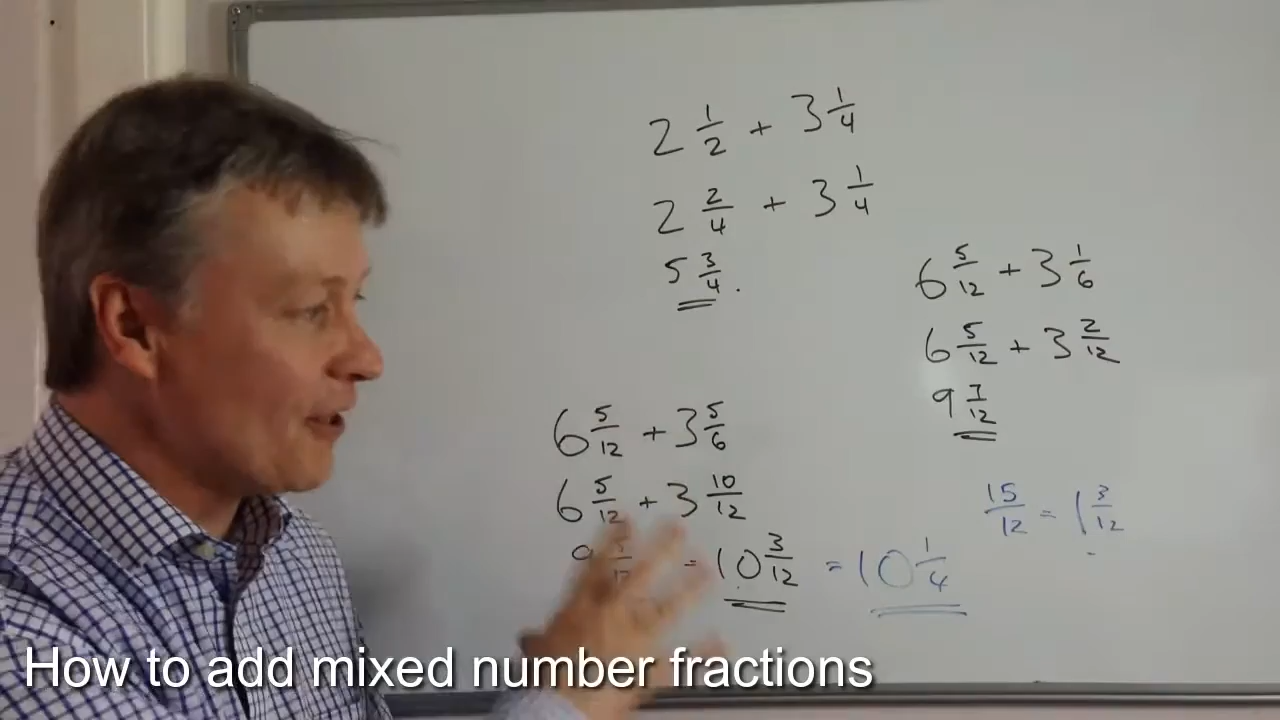 2 1/2 + 3 1/4
2 2/4 + 3 1/4
5 3/4 .
6 5/12 + 3 1/6
6 5/12 + 3 2/12
9 7/12
6 5/12 + 3 5/6
6 5/12 + 3 10/12
9 = 10 3/12 = 10 1/4
15/12 = 1 3/12
How to add mixed number fractions